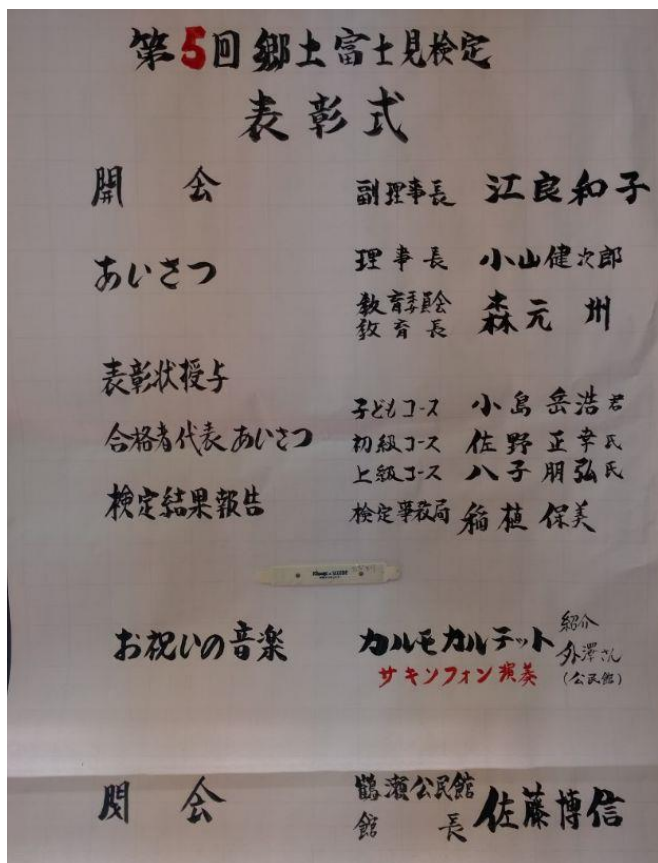 第5回郷土富士見検定
表彰式
開会 副理事長 江良和子
あいさつ 理事長 小山健次郎
教育委員会
教育長 森元州
表彰状授与
子どもコース 小島岳浩君
合格者代表あいさつ 初級コース 佐野正幸氏
上級コース 八子朋弘氏
検定結果報告 検定事務局 稲植保美
お祝いの音楽 カルモカルテット 紹介 外澤さん (公民館)
サキソフォン演奏
閉会 鶴瀬公民館
館長 佐藤博信